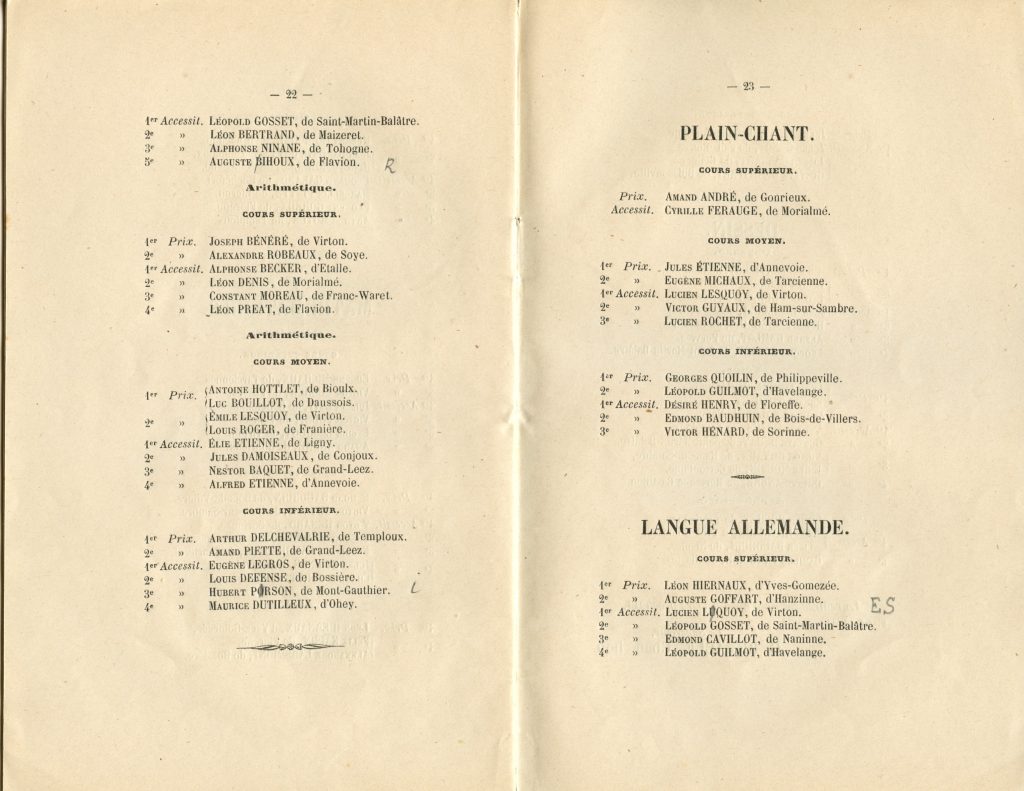 — 22 —
1er Accessit. LÉOPOLD GOSSET, de Saint-Martin-Balâtre.
2e » LÉON BERTRAND, de Maizeret.
3e » ALPHONSE NINANE, de Tohogne.
5e » AUGUSTE BIHOUX, de Flavion. R
Arithmétique.
COURS SUPÉRIEUR.
1er Prix. JOSEPH BÉNÉRÉ, de Virton.
2e » ALEXANDRE ROBEAUX, de Soye.
1er Accessit. ALPHONSE BECKER, d'Etalle.
2e » LÉON DENIS, de Morialmé.
3e » CONSTANT MOREAU, de Franc-Waret.
4e » LÉON PREAT, de Flavion.
Arithmétique.
COURS MOYEN.
1er Prix. ANTOINE HOTTLET, de Bioulx.
LUC BOUILLOT, de Daussois.
2e » ÉMILE LESQUOY, de Virton.
LOUIS ROGER, de Franière.
1er Accessit. ÉLIE ETIENNE, de Ligny.
2e » JULES DAMOISEAUX, de Conjoux.
3e » NESTOR BAQUET, de Grand-Leez.
4e » ALFRED ETIENNE, d'Annevoie.
COURS INFÉRIEUR.
1er Prix. ARTHUR DELCHEVALRIE, de Temploux.
2e » AMAND PIETTE, de Grand-Leez.
1er Accessit. EUGÈNE LEGROS, de Virton.
2e » LOUIS DEFENSE, de Bossière.
3e » HUBERT PORSON, de Mont-Gauthier. L
4e » MAURICE DUTILLEUX, d'Ohey.
— 23 —
PLAIN-CHANT.
COURS SUPÉRIEUR.
Prix. AMAND ANDRÉ, de Gonrieux.
Accessit. CYRILLE FERAUGE, de Morialmé.
COURS MOYEN.
1er Prix. JULES ÉTIENNE, d'Annevoie.
2e » EUGÈNE MICHAUX, de Tarcienne.
1er Accessit. LUCIEN LESQUOY, de Virton.
2e » VICTOR GUYAUX, de Ham-sur-Sambre.
3e » LUCIEN ROCHET, de Tarcienne.
COURS INFÉRIEUR.
1er Prix. GEORGES QUOILIN, de Philippeville.
2e » LÉOPOLD GUILMOT, d'Havelange.
1er Accessit. DÉSIRÉ HENRY, de Floreffe.
2e » EDMOND BAUDHUIN, de Bois-de-Villers.
3e » VICTOR HÉNARD, de Sorinne.
LANGUE ALLEMANDE.
COURS SUPÉRIEUR.
1er Prix. LÉON HIERNAUX, d'Yves-Gomezée.
2e » AUGUSTE GOFFART, d'Hanzinne.
1er Accessit. LUCIEN QUOY, de Virton. ES
2e » LÉOPOLD GOSSET, de Saint-Martin-Balâtre.
3e » EDMOND CAVILLOT, de Naninne.
4e » LÉOPOLD GUILMOT, d'Havelange.